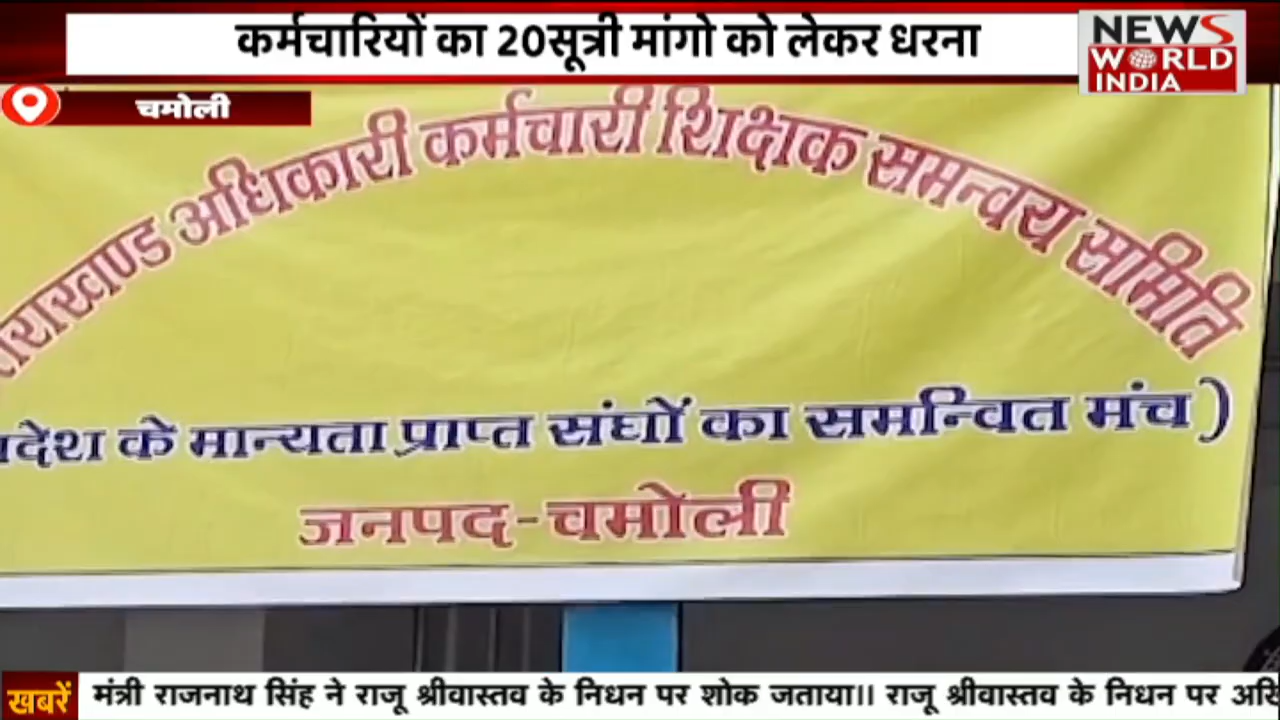 कर्मचारियों का 20सूत्री मांगो को लेकर धरना
NEWS
WORLD
INDIA
चमोली
अधिकारी कर्मचारी शिक्षक समन्वय समिति
के मान्यता प्राप्त संघों का समन्वित मंच)
जनपद-चमोली
खबरें
मंत्री राजनाथ सिंह ने राजू श्रीवास्तव के निधन पर शोक जताया।। राजू श्रीवास्तव के निधन पर